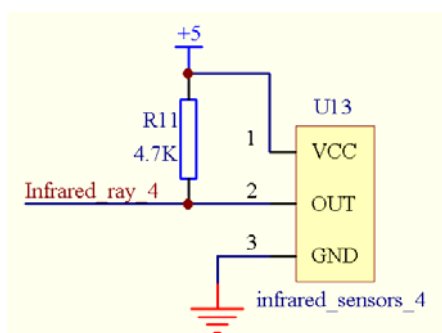 +5
U13
R11
4.7K
1
VCC
Infrared_ray_4
2
OUT
3
GND
infrared_sensors_4